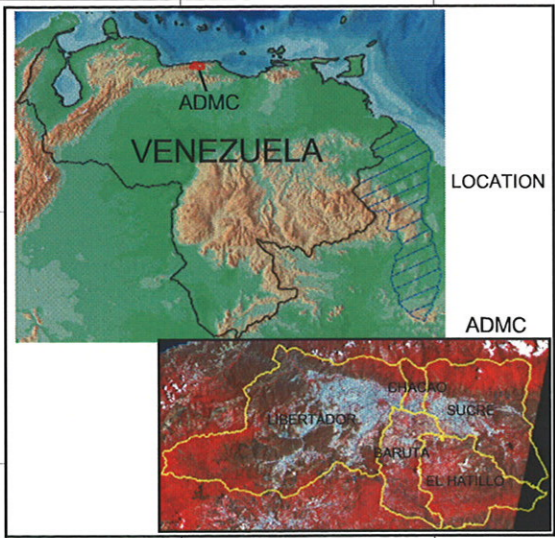 ADMC
VENEZUELA
LOCATION
ADMC
CHACAO
SUCRE
LIBERTADOR
BARUTA
EL HATILLO